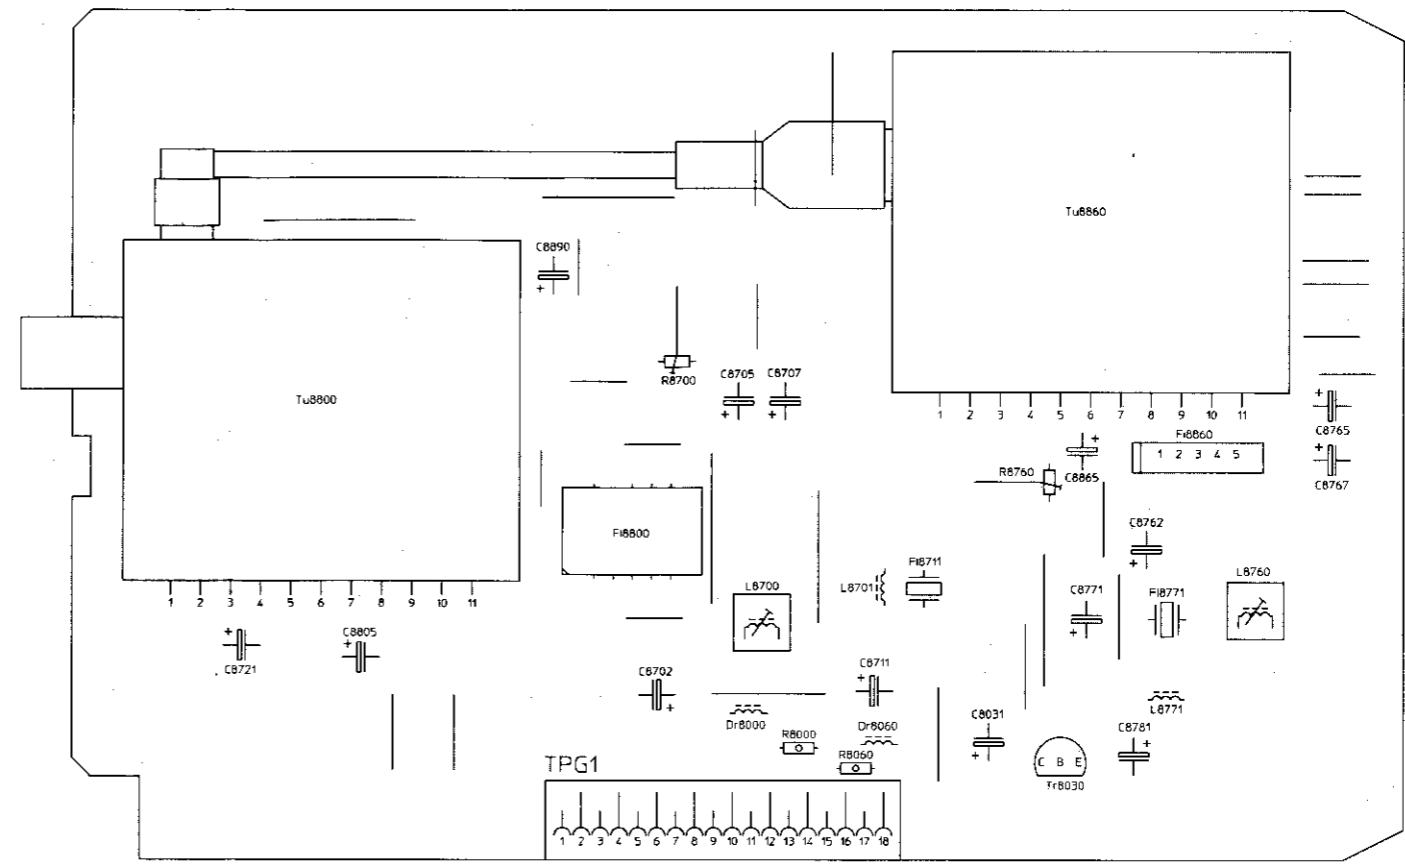 Tu8860
C8890
+
R8700
C8705
C8707
+
+
Tu8800
1 2 3 4 5 6 7 8 9 10 11
+
C8765
Fi8860
1 2 3 4 5
+
C8865
R8760
+
C8767
Fi8800
C8762
+
L8700
L8701
Fi8711
C8771
+
Fi8771
L8760
1 2 3 4 5 6 7 8 9 10 11
+
C8721
C8805
+
C8702
+
C8711
+
Dr8000
Dr8060
L8771
R8000
R8060
C8031
+
C B E
Tr8030
C8781
+
TPG1
1 2 3 4 5 6 7 8 9 10 11 12 13 14 15 16 17 18